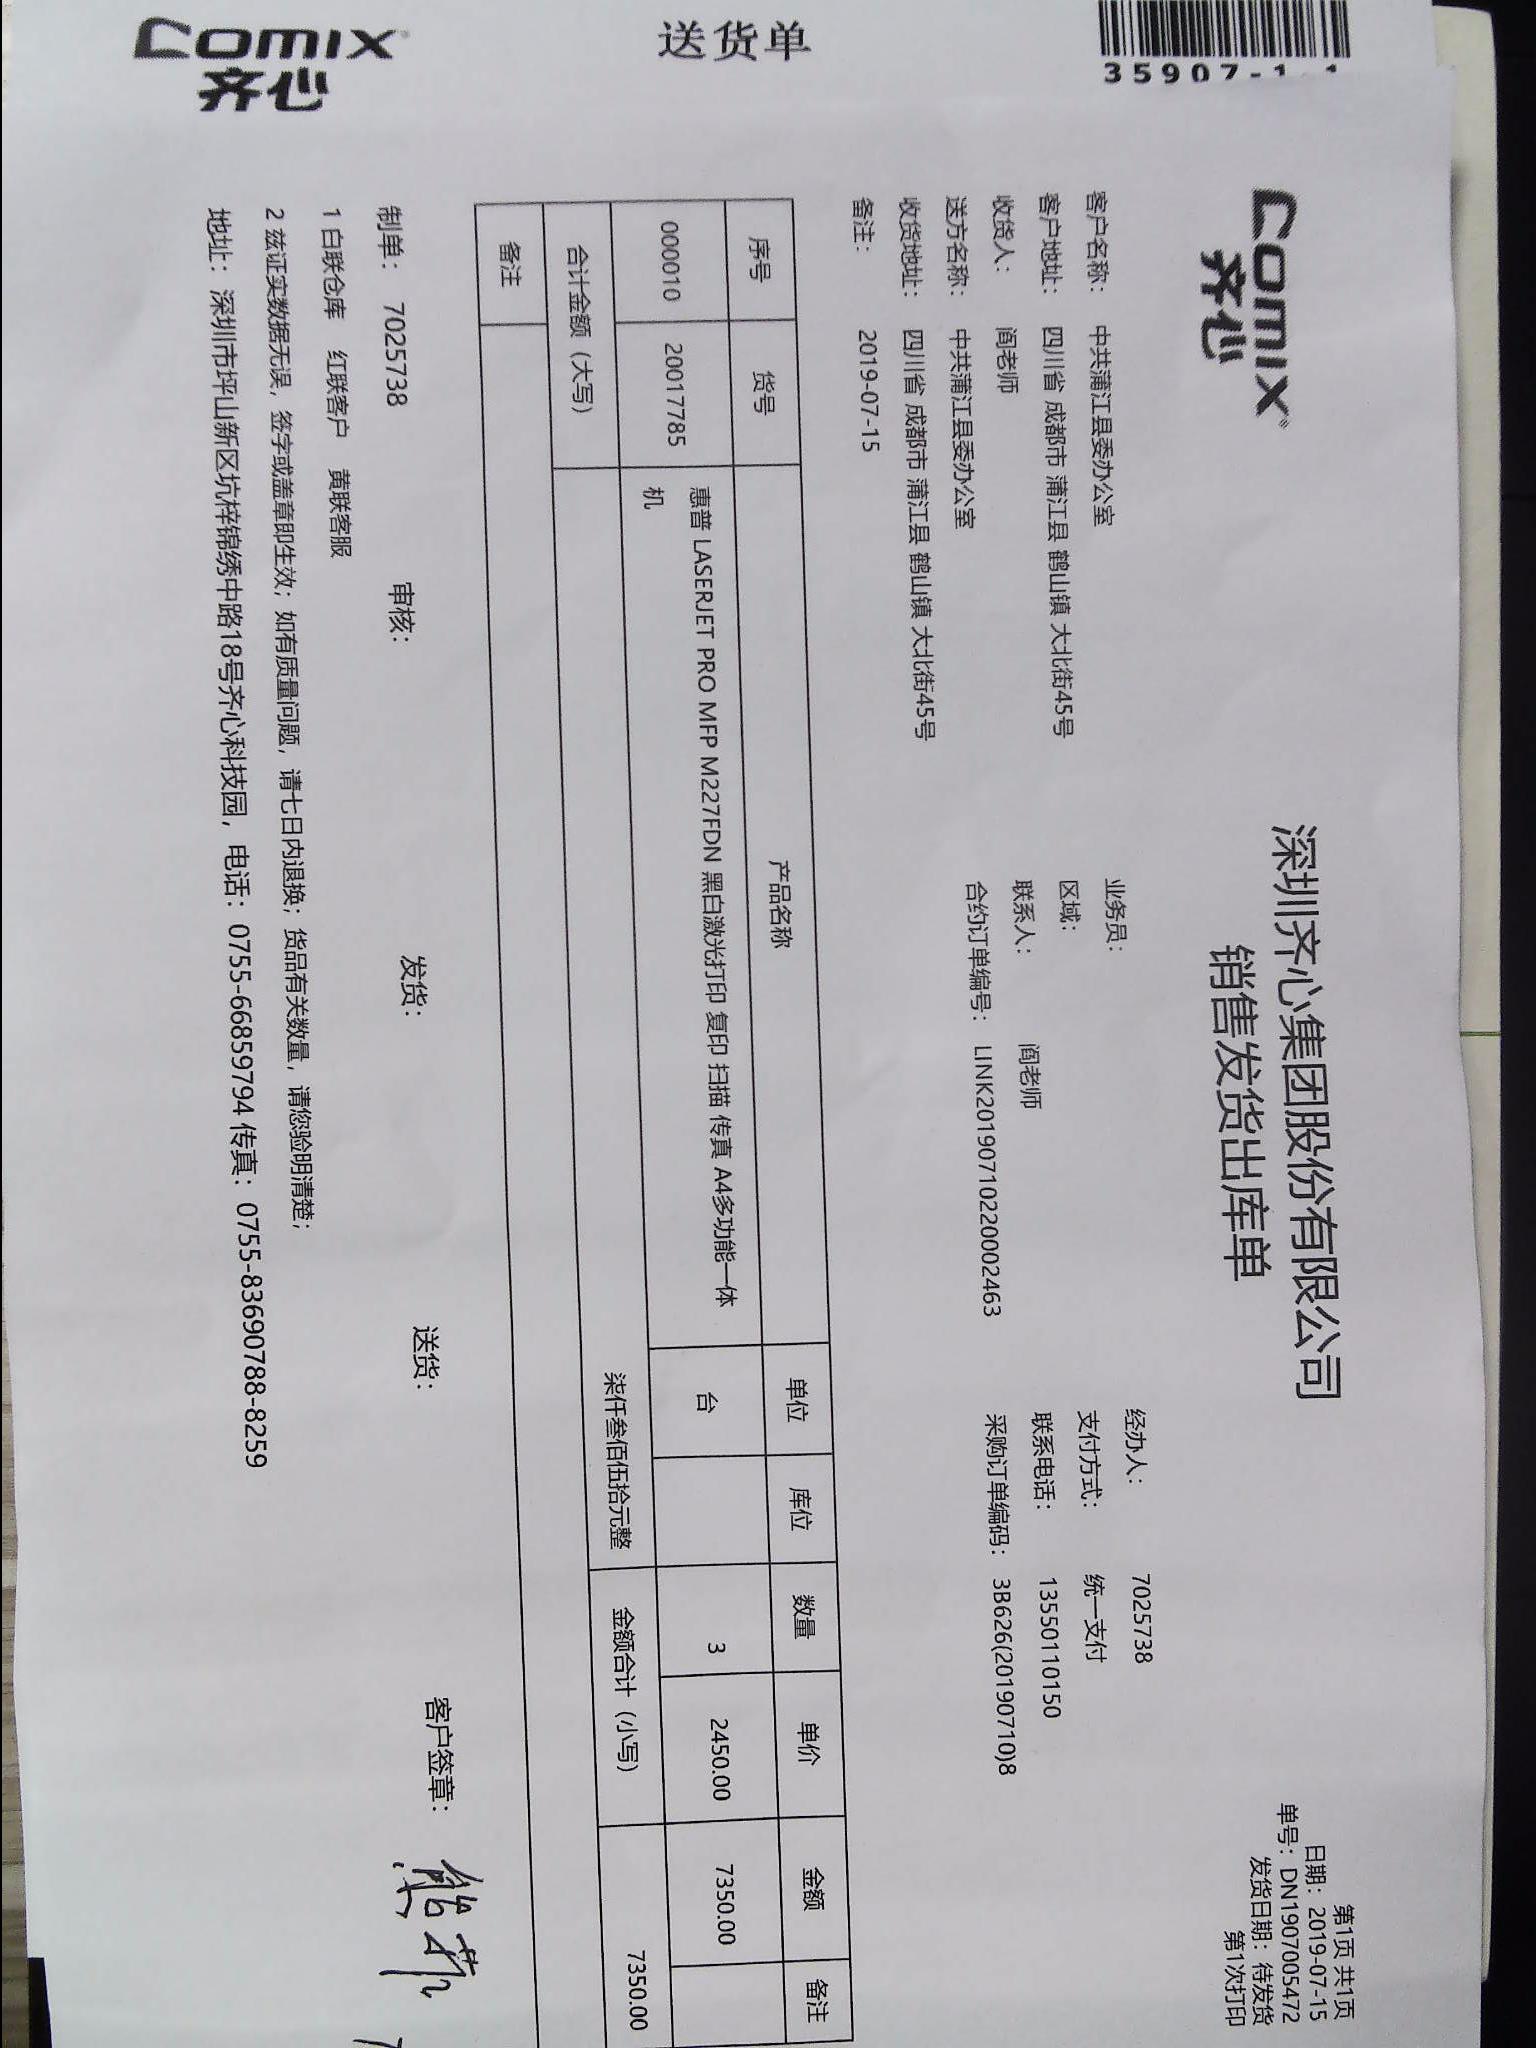 comix
齐心
送货单
35907-1
comix
齐心
深圳齐心集团股份有限公司
销售发货出库单
第1页 共1页
日期：2019-07-15
单号：DN1907005472
发货日期：待发货
第1次打印
客户名称： 中共蒲江县委办公室 业务员： 经办人： 7025738
客户地址： 四川省 成都市 蒲江县 鹤山镇 大北街45号 区域： 支付方式： 统一支付
收货人： 阎老师 联系人： 阎老师 联系电话： 13550110150
送方名称： 中共蒲江县委办公室 合约订单编号： LINK20190710220002463 采购订单编码： 3B626(20190710)8
收货地址： 四川省 成都市 蒲江县 鹤山镇 大北街45号
备注： 2019-07-15
序号 货号 产品名称 单位 库位 数量 单价 金额 备注
000010 20017785 惠普 LASERJET PRO MFP M227FDN 黑白激光打印 复印 扫描 传真 A4多功能一体 台 3 2450.00 7350.00
机
合计金额（大写） 柒仟叁佰伍拾元整 金额合计（小写） 7350.00
备注
制单： 7025738 审核： 发货： 送货： 客户签章：
1 白联仓库 红联客户 黄联客服
2 兹证实数据无误，签字或盖章即生效；如有质量问题，请七日内退换；货品有关数量，请您验明清楚；
地址：深圳市坪山新区坑梓锦绣中路18号齐心科技园，电话：0755-66859794 传真：0755-83690788-8259